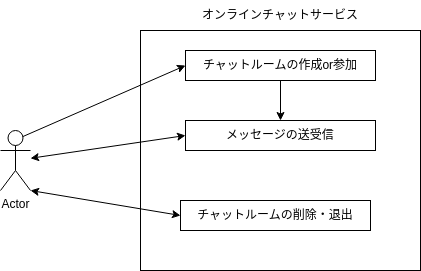 オンラインチャットサービス
チャットルームの作成or参加
メッセージの送受信
チャットルームの削除・退出
Actor